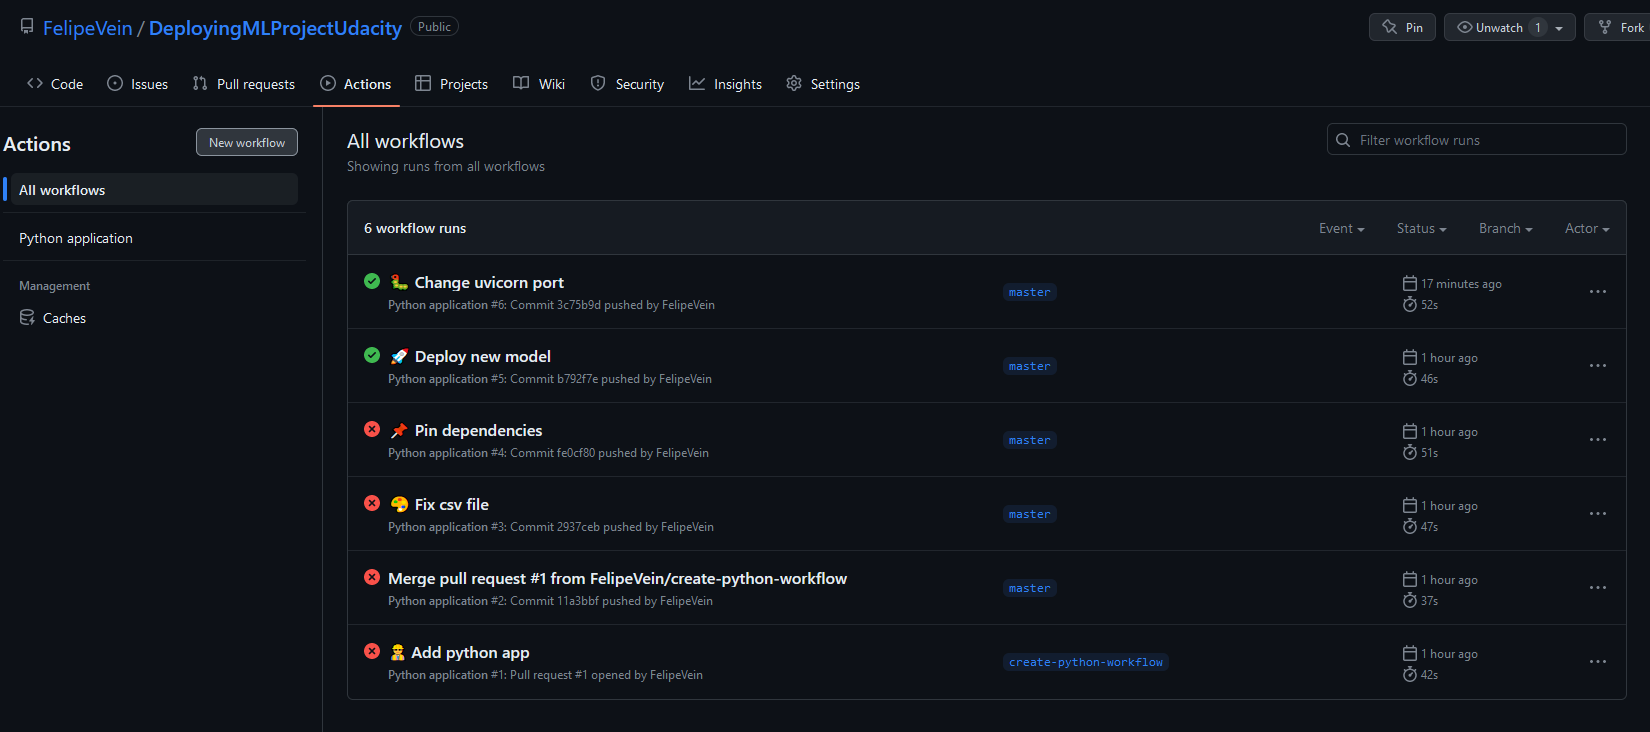 FelipeVein / DeployingMLProjectUdacity Public
Pin Unwatch 1 Fork
Code Issues Pull requests Actions Projects Wiki Security Insights Settings
Actions New workflow
All workflows
Python application
Management
Caches
All workflows
Showing runs from all workflows
Filter workflow runs
6 workflow runs Event Status Branch Actor
Change uvicorn port
Python application #6: Commit 3c75b9d pushed by FelipeVein
master
17 minutes ago
52s
Deploy new model
Python application #5: Commit b792f7e pushed by FelipeVein
master
1 hour ago
46s
Pin dependencies
Python application #4: Commit fe0cf80 pushed by FelipeVein
master
1 hour ago
51s
Fix csv file
Python application #3: Commit 2937ceb pushed by FelipeVein
master
1 hour ago
47s
Merge pull request #1 from FelipeVein/create-python-workflow
Python application #2: Commit 11a3bbf pushed by FelipeVein
master
1 hour ago
37s
Add python app
Python application #1: Pull request #1 opened by FelipeVein
create-python-workflow
1 hour ago
42s